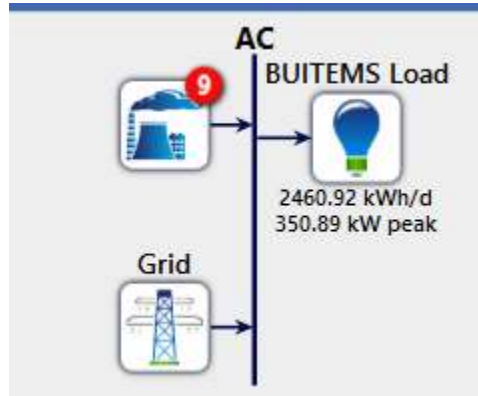 AC
9
BUITEMS Load
2460.92 kWh/d
350.89 kW peak
Grid